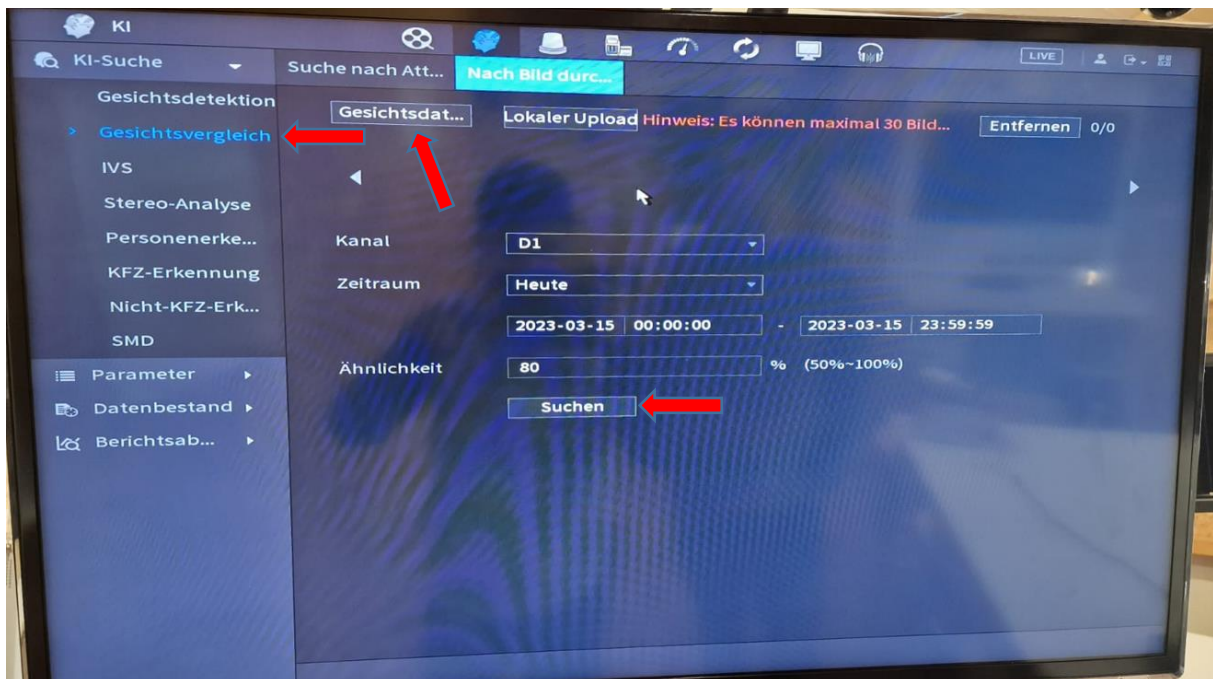 KI
LIVE
KI-Suche
Suche nach Att...
Nach Bild durc...
Gesichtsdetektion
Gesichtsvergleich
IVS
Stereo-Analyse
Personenerke...
KFZ-Erkennung
Nicht-KFZ-Erk...
SMD
Parameter
Datenbestand
Berichtsab...
Gesichtsdat...
Lokaler Upload Hinweis: Es können maximal 30 Bild...
Entfernen 0/0
Kanal D1
Zeitraum Heute
2023-03-15 00:00:00 - 2023-03-15 23:59:59
Ähnlichkeit 80 % (50%~100%)
Suchen